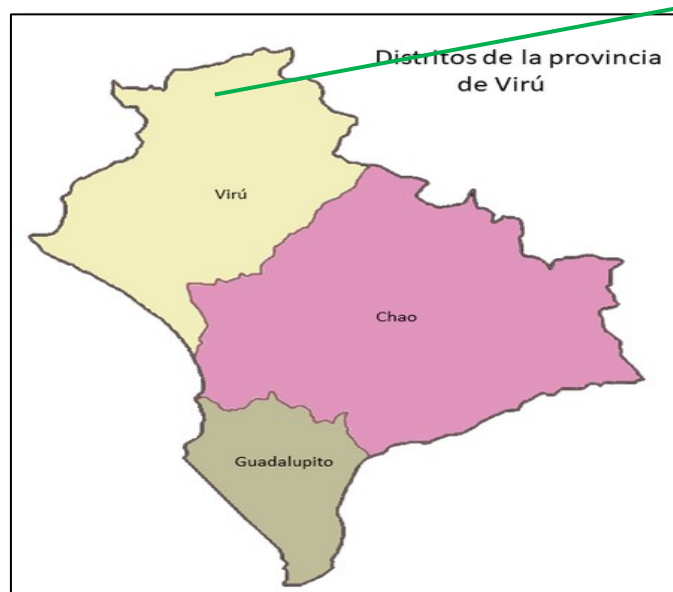 Distritos de la provincia
de Virú
Virú
Chao
Guadalupito